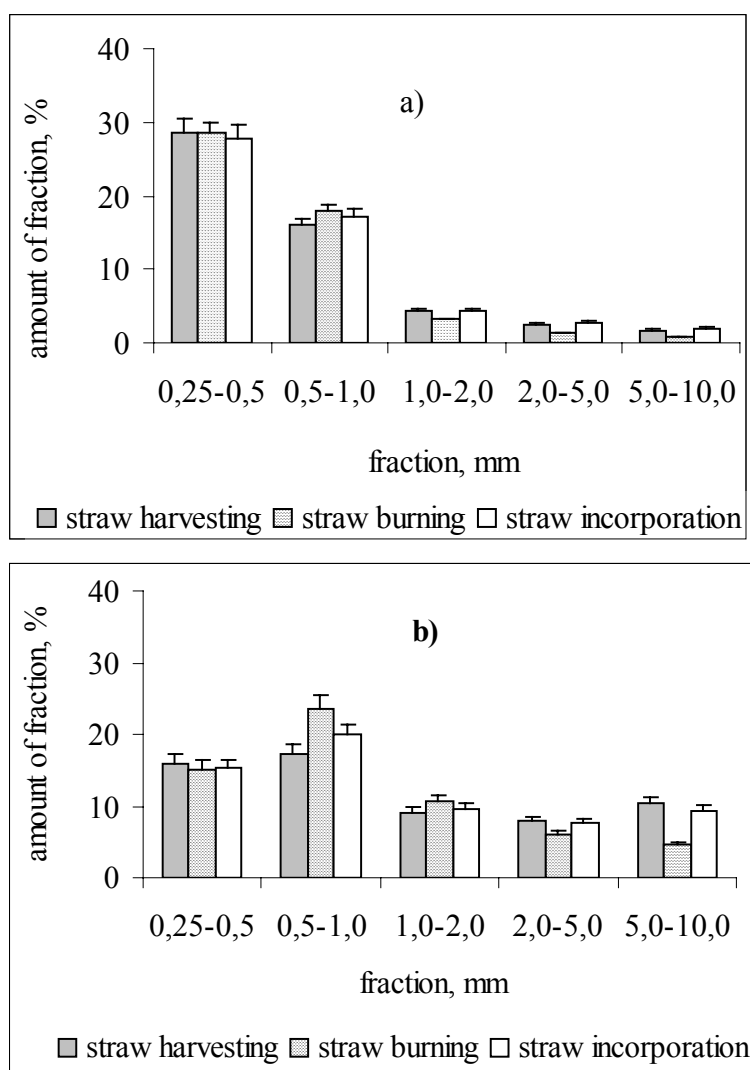 40
30
20
10
0
amount of fraction, %
a)
0,25-0,5 0,5-1,0 1,0-2,0 2,0-5,0 5,0-10,0
fraction, mm
straw harvesting straw burning straw incorporation
40
30
20
10
0
amount of fraction, %
b)
0,25-0,5 0,5-1,0 1,0-2,0 2,0-5,0 5,0-10,0
fraction, mm
straw harvesting straw burning straw incorporation